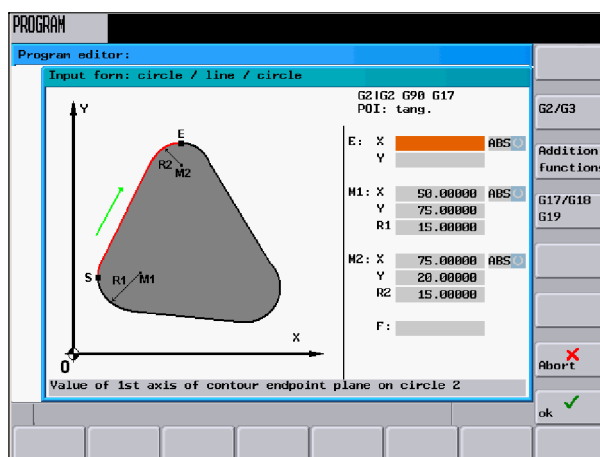 PROGRAM
Program editor:
Input form: circle / line / circle
G2|G2 G90 G17
POI: tang.
Y
E
R2
M2
S
R1
M1
X
0
E: X ABS
Y
M1: X 50.00000 ABS
Y 75.00000
R1 15.00000
M2: X 75.00000 ABS
Y 20.00000
R2 15.00000
F:
Value of 1st axis of contour endpoint plane on circle 2
G2/G3
Addition
functions
G17/G18
G19
Abort
ok